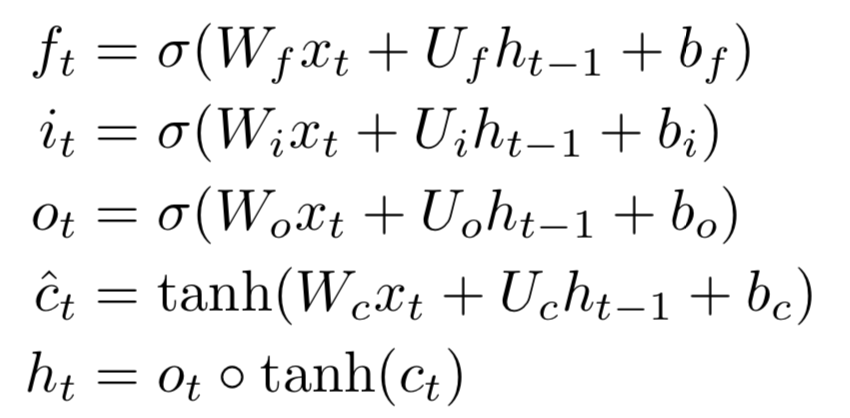 f_t = σ(W_f x_t + U_f h_{t−1} + b_f)
i_t = σ(W_i x_t + U_i h_{t−1} + b_i)
o_t = σ(W_o x_t + U_o h_{t−1} + b_o)
ĉ_t = tanh(W_c x_t + U_c h_{t−1} + b_c)
h_t = o_t ∘ tanh(c_t)